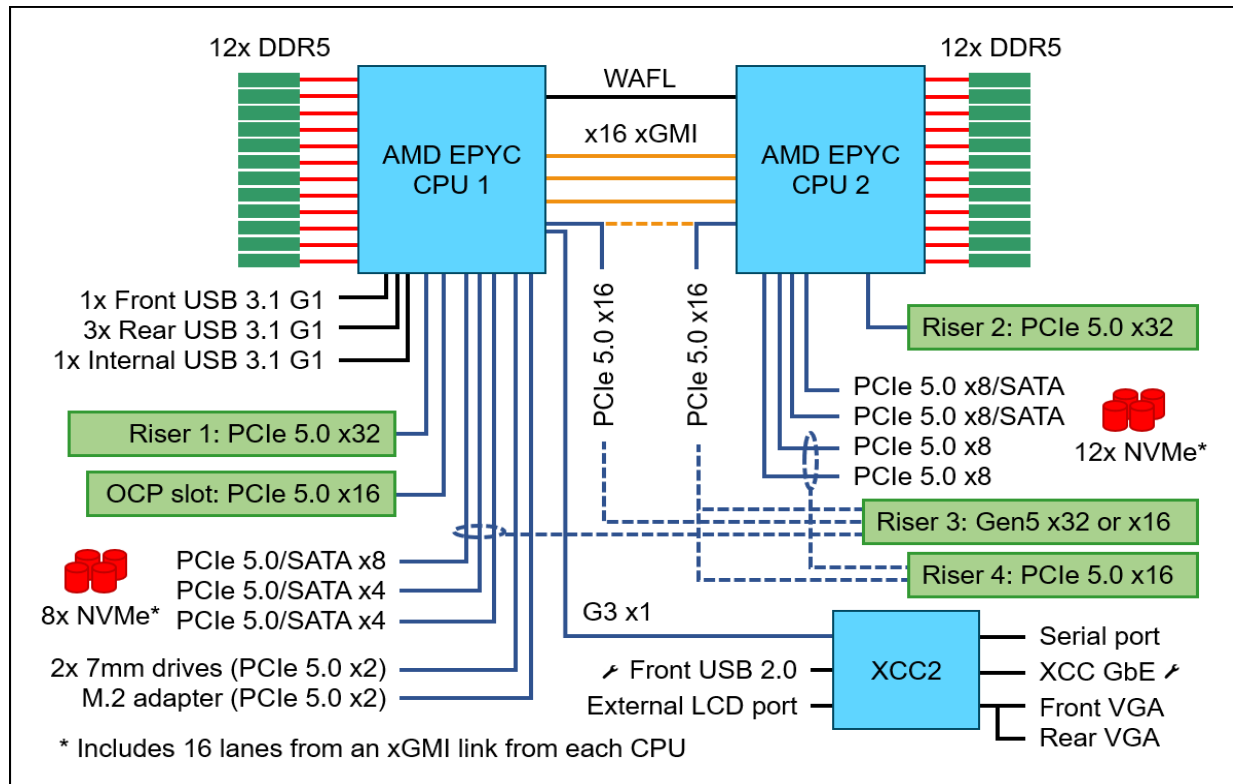 12x DDR5
12x DDR5
WAFL
x16 xGMI
AMD EPYC
CPU 1
AMD EPYC
CPU 2
1x Front USB 3.1 G1
3x Rear USB 3.1 G1
1x Internal USB 3.1 G1
PCIe 5.0 x16
PCIe 5.0 x16
Riser 2: PCIe 5.0 x32
PCIe 5.0 x8/SATA
PCIe 5.0 x8/SATA
PCIe 5.0 x8
PCIe 5.0 x8
12x NVMe*
Riser 1: PCIe 5.0 x32
OCP slot: PCIe 5.0 x16
Riser 3: Gen5 x32 or x16
Riser 4: PCIe 5.0 x16
PCIe 5.0/SATA x8
PCIe 5.0/SATA x4
PCIe 5.0/SATA x4
8x NVMe*
G3 x1
2x 7mm drives (PCIe 5.0 x2)
M.2 adapter (PCIe 5.0 x2)
Front USB 2.0
External LCD port
XCC2
Serial port
XCC GbE
Front VGA
Rear VGA
* Includes 16 lanes from an xGMI link from each CPU